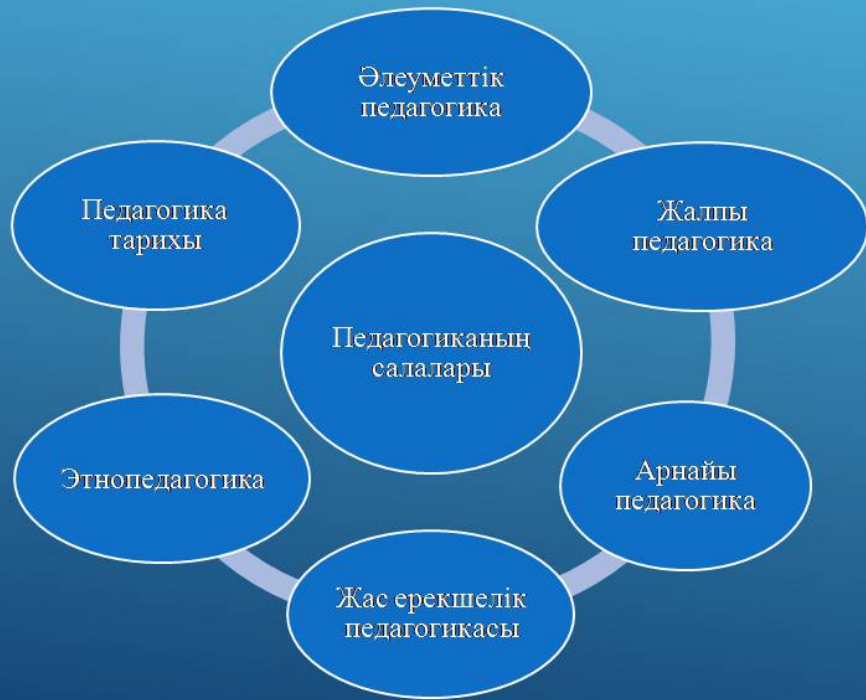 Әлеуметтік
педагогика
Жалпы
педагогика
Арнайы
педагогика
Жас ерекшелік
педагогикасы
Этнопедагогика
Педагогика
тарихы
Педагогиканың
салалары